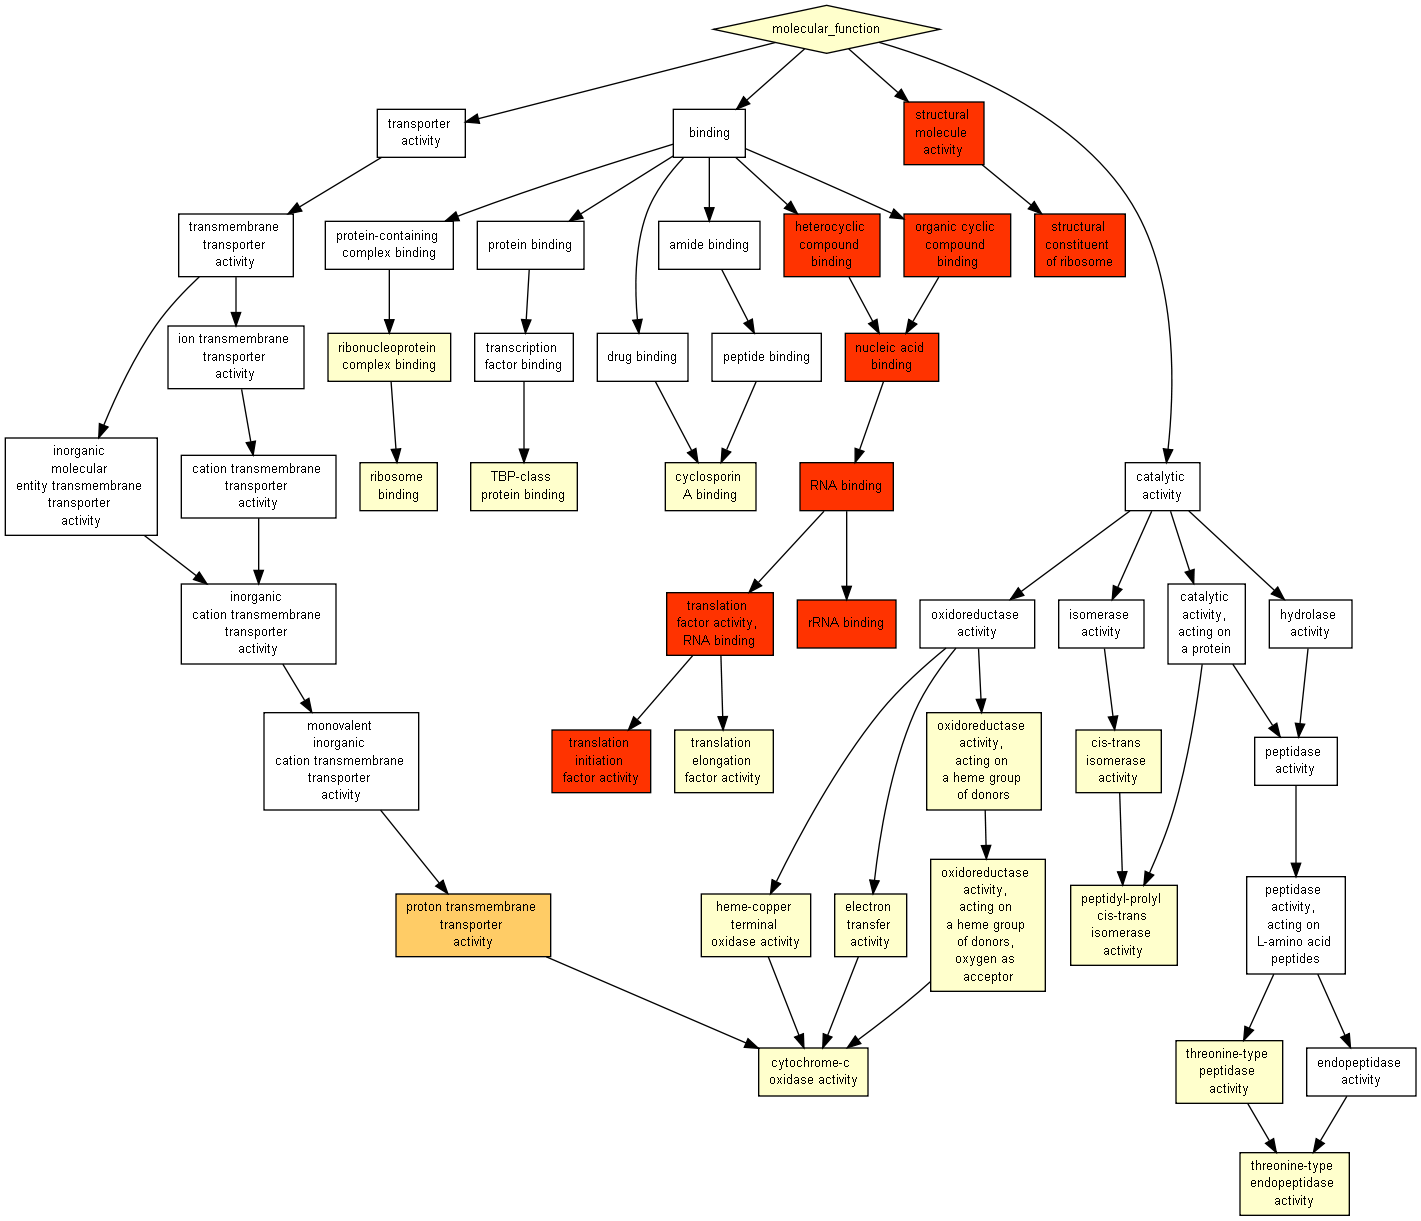 molecular_function
transporter
activity
binding
structural
molecule
activity
transmembrane
transporter
activity
protein-containing
complex binding
protein binding
amide binding
heterocyclic
compound
binding
organic cyclic
compound
binding
structural
constituent
of ribosome
ion transmembrane
transporter
activity
ribonucleoprotein
complex binding
transcription
factor binding
drug binding
peptide binding
nucleic acid
binding
inorganic
molecular
entity transmembrane
transporter
activity
cation transmembrane
transporter
activity
ribosome
binding
TBP-class
protein binding
cyclosporin
A binding
RNA binding
catalytic
activity
inorganic
cation transmembrane
transporter
activity
translation
factor activity,
RNA binding
rRNA binding
oxidoreductase
activity
isomerase
activity
catalytic
activity,
acting on
a protein
hydrolase
activity
monovalent
inorganic
cation transmembrane
transporter
activity
translation
initiation
factor activity
translation
elongation
factor activity
oxidoreductase
activity,
acting on
a heme group
of donors
cis-trans
isomerase
activity
peptidase
activity
proton transmembrane
transporter
activity
heme-copper
terminal
oxidase activity
electron
transfer
activity
oxidoreductase
activity,
acting on
a heme group
of donors,
oxygen as
acceptor
peptidyl-prolyl
cis-trans
isomerase
activity
peptidase
activity,
acting on
L-amino acid
peptides
cytochrome-c
oxidase activity
threonine-type
peptidase
activity
endopeptidase
activity
threonine-type
endopeptidase
activity